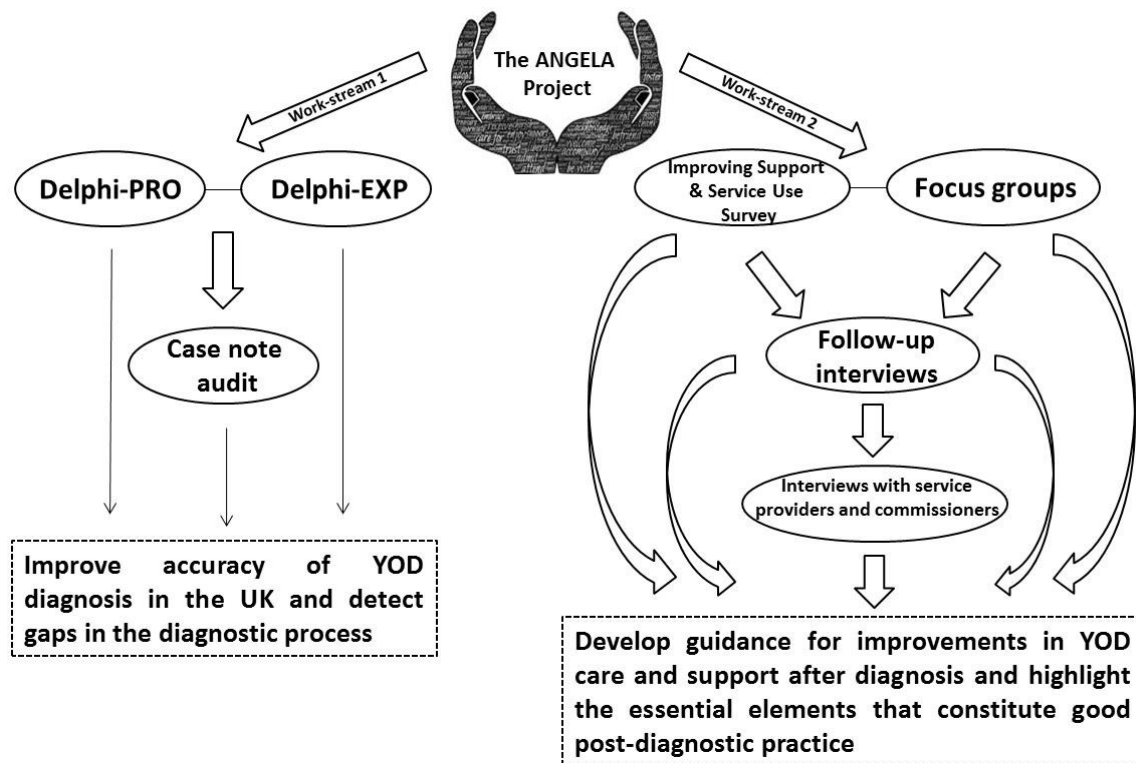 The ANGELA
Project
Work-stream 1
Work-stream 2
Delphi-PRO
Delphi-EXP
Case note
audit
Improve accuracy of YOD
diagnosis in the UK and detect
gaps in the diagnostic process
Improving Support
& Service Use
Survey
Focus groups
Follow-up
interviews
Interviews with service
providers and commissioners
Develop guidance for improvements in YOD
care and support after diagnosis and highlight
the essential elements that constitute good
post-diagnostic practice